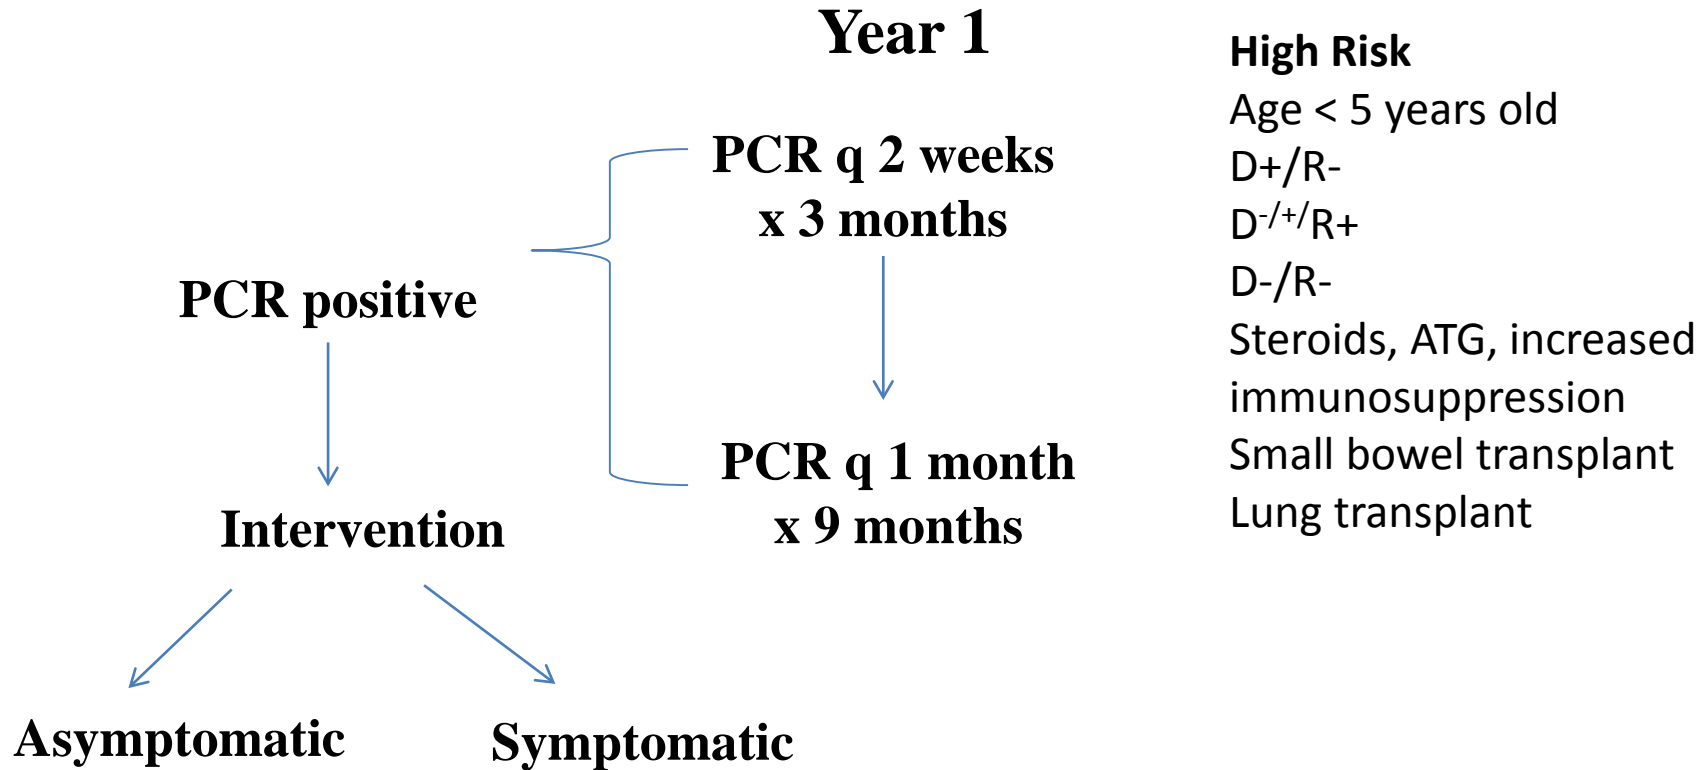 Year 1
PCR q 2 weeks
x 3 months
PCR q 1 month
x 9 months
PCR positive
Intervention
Asymptomatic
Symptomatic
High Risk
Age < 5 years old
D+/R-
D-/+/R+
D-/R-
Steroids, ATG, increased
immunosuppression
Small bowel transplant
Lung transplant